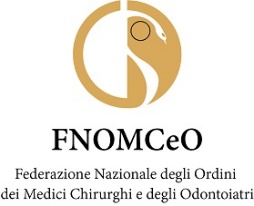 FNOMCeO
Federazione Nazionale degli Ordini
dei Medici Chirurghi e degli Odontoiatri